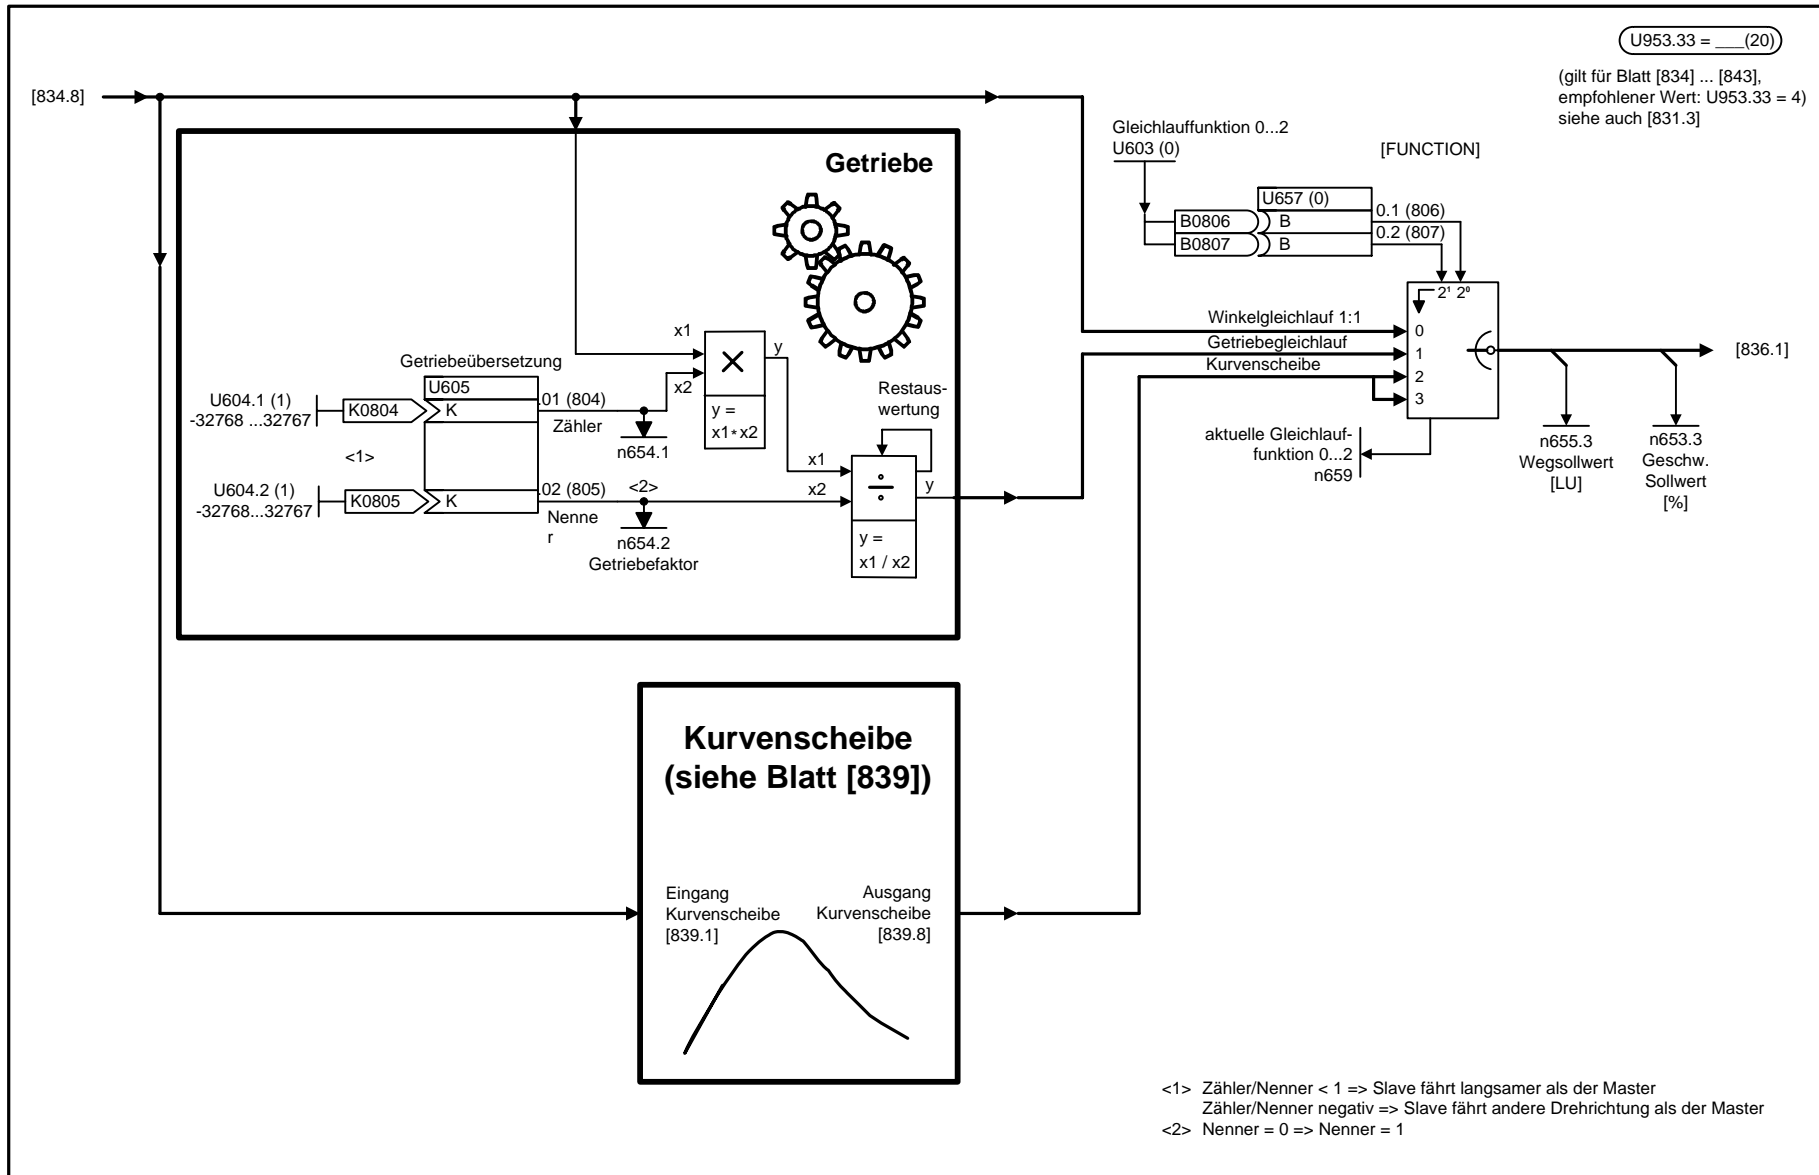 U953.33 = ___(20)
(gilt für Blatt [834] ... [843],
empfohlener Wert: U953.33 = 4)
siehe auch [831.3]
[834.8]
Getriebe
Gleichlauffunktion 0...2
U603 (0)
[FUNCTION]
U657 (0)
B0806
B
0.1 (806)
B0807
B
0.2 (807)
2¹ 2⁰
Winkelgleichlauf 1:1
0
Getriebegleichlauf
1
Kurvenscheibe
2
3
[836.1]
aktuelle Gleichlauf-
funktion 0...2
n659
n655.3
Wegsollwert
[LU]
n653.3
Geschw.
Sollwert
[%]
Getriebeübersetzung
U605
U604.1 (1)
-32768 ...32767
K0804
K
.01 (804)
Zähler
n654.1
<1>
U604.2 (1)
-32768...32767
K0805
K
.02 (805)
Nenne
r
<2>
n654.2
Getriebefaktor
x1
x2
y
y =
x1*x2
Restaus-
wertung
x1
x2
y
y =
x1 / x2
Kurvenscheibe
(siehe Blatt [839])
Eingang
Kurvenscheibe
[839.1]
Ausgang
Kurvenscheibe
[839.8]
<1> Zähler/Nenner < 1 => Slave fährt langsamer als der Master
Zähler/Nenner negativ => Slave fährt andere Drehrichtung als der Master
<2> Nenner = 0 => Nenner = 1